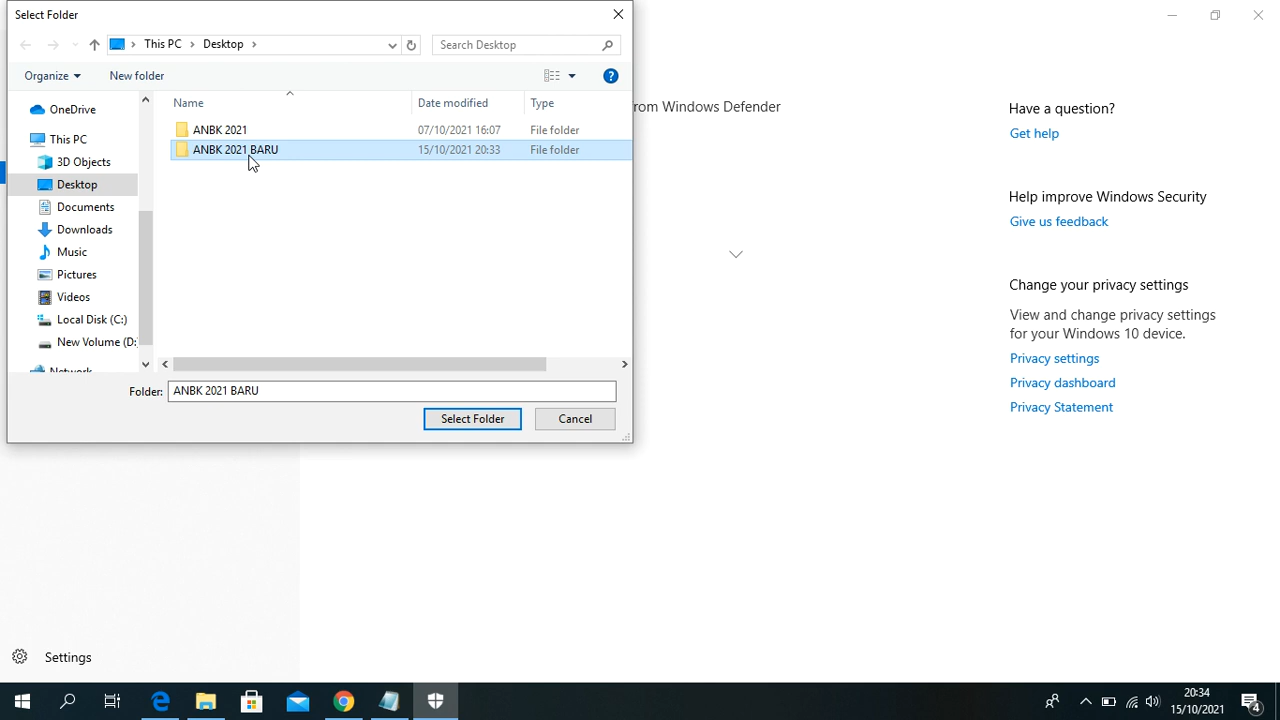 Select Folder
This PC
Desktop
Search Desktop
Organize
New folder
Name
Date modified
Type
ANBK 2021
07/10/2021 16:07
File folder
ANBK 2021 BARU
15/10/2021 20:33
File folder
OneDrive
This PC
3D Objects
Desktop
Documents
Downloads
Music
Pictures
Videos
Local Disk (C:)
New Volume (D:
Network
Folder:
ANBK 2021 BARU
Select Folder
Cancel
rom Windows Defender
Have a question?
Get help
Help improve Windows Security
Give us feedback
Change your privacy settings
View and change privacy settings
for your Windows 10 device.
Privacy settings
Privacy dashboard
Privacy Statement
Settings
20:34
15/10/2021
4